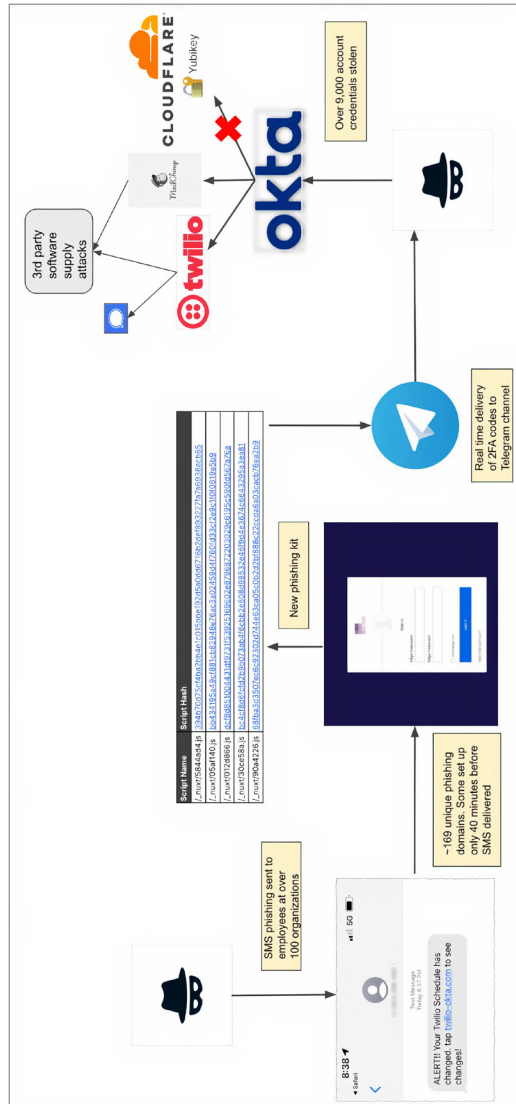 SMS phishing sent to
employees at over
100 organizations
8:38
5G
Safari
Text Message
Today 8:37 PM
ALERT!! Your Twilio Schedule has
changed. tap twilio-okta.com to see
changes!
~169 unique phishing
domains. Some set up
only 40 minutes before
SMS delivered
New phishing kit
Script Name Script Hash
/_nuxt/5844ad4.js
/_nuxt/05af140.js
/_nuxt/012d866.js
/_nuxt/30ce58a.js
/_nuxt/90a4226.js
Real time delivery
of 2FA codes to
Telegram channel
Over 9,000 account
credentials stolen
okta
twilio
MailChimp
CLOUDFLARE
Yubikey
3rd party
software
supply
attacks